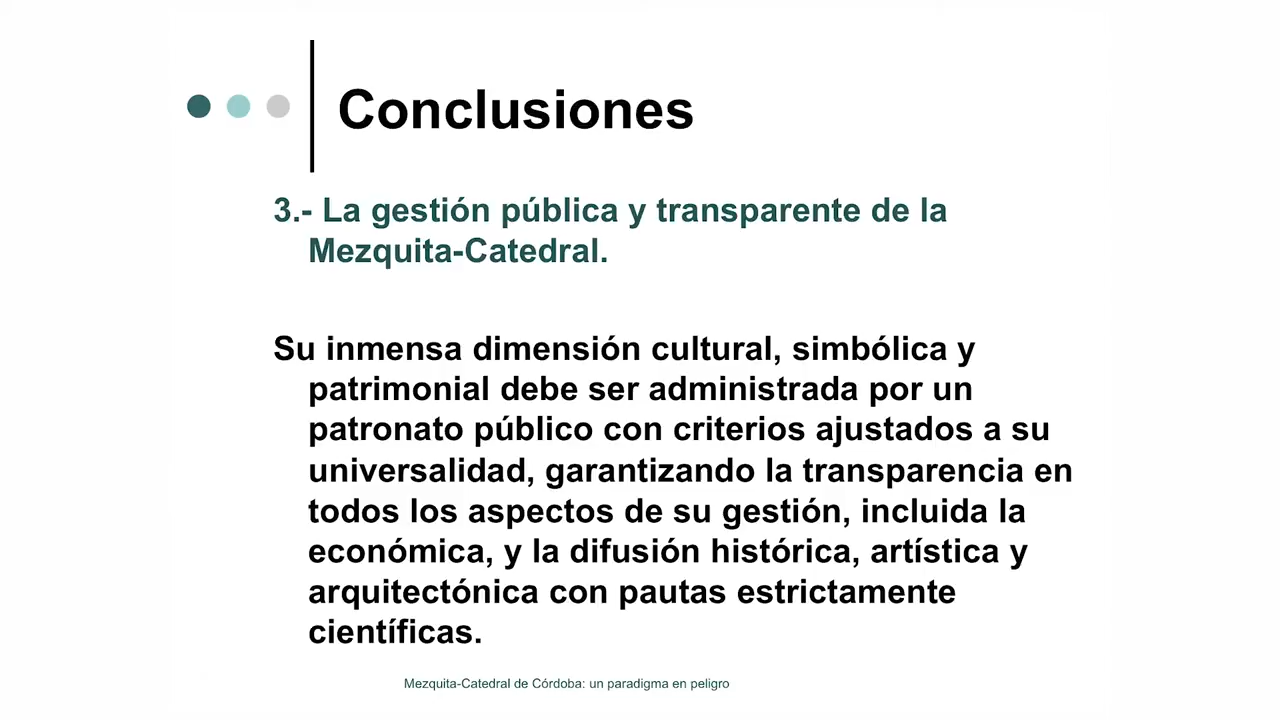 Conclusiones
3.- La gestión pública y transparente de la
Mezquita-Catedral.
Su inmensa dimensión cultural, simbólica y
patrimonial debe ser administrada por un
patronato público con criterios ajustados a su
universalidad, garantizando la transparencia en
todos los aspectos de su gestión, incluida la
económica, y la difusión histórica, artística y
arquitectónica con pautas estrictamente
científicas.
Mezquita-Catedral de Córdoba: un paradigma en peligro